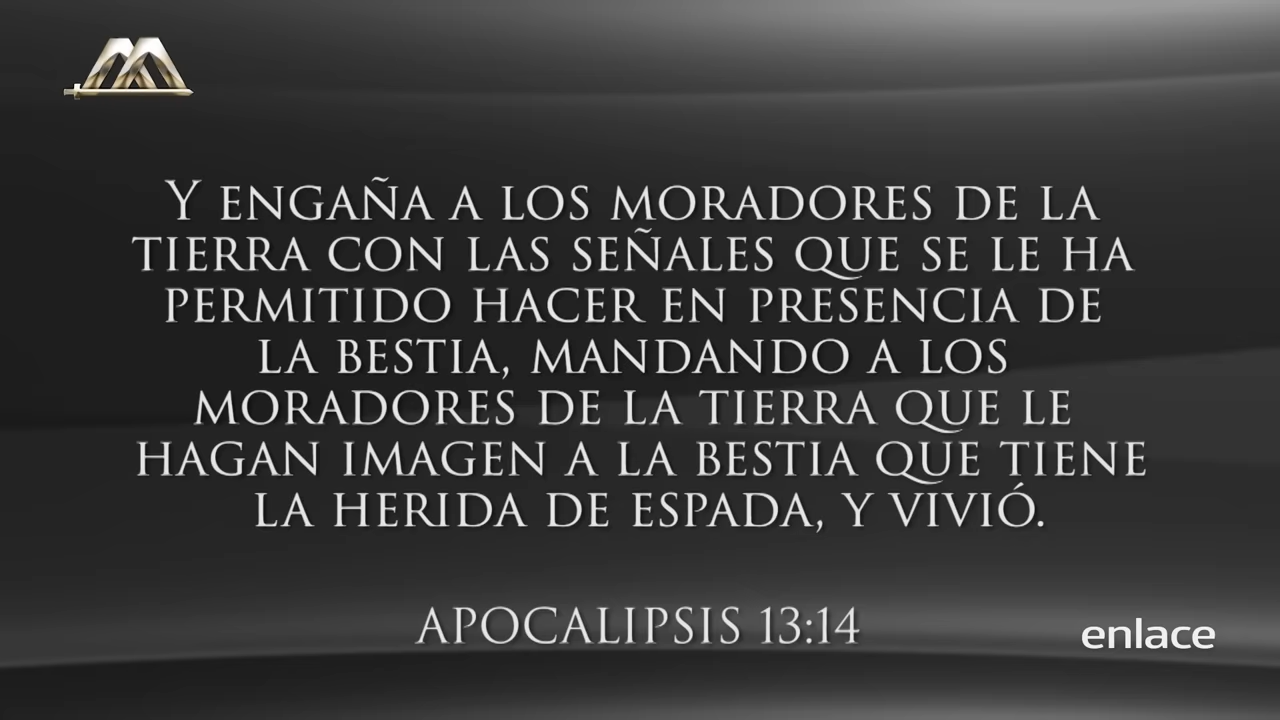 Y ENGAÑA A LOS MORADORES DE LA
TIERRA CON LAS SEÑALES QUE SE LE HA
PERMITIDO HACER EN PRESENCIA DE
LA BESTIA, MANDANDO A LOS
MORADORES DE LA TIERRA QUE LE
HAGAN IMAGEN A LA BESTIA QUE TIENE
LA HERIDA DE ESPADA, Y VIVIÓ.
APOCALIPSIS 13:14
enlace